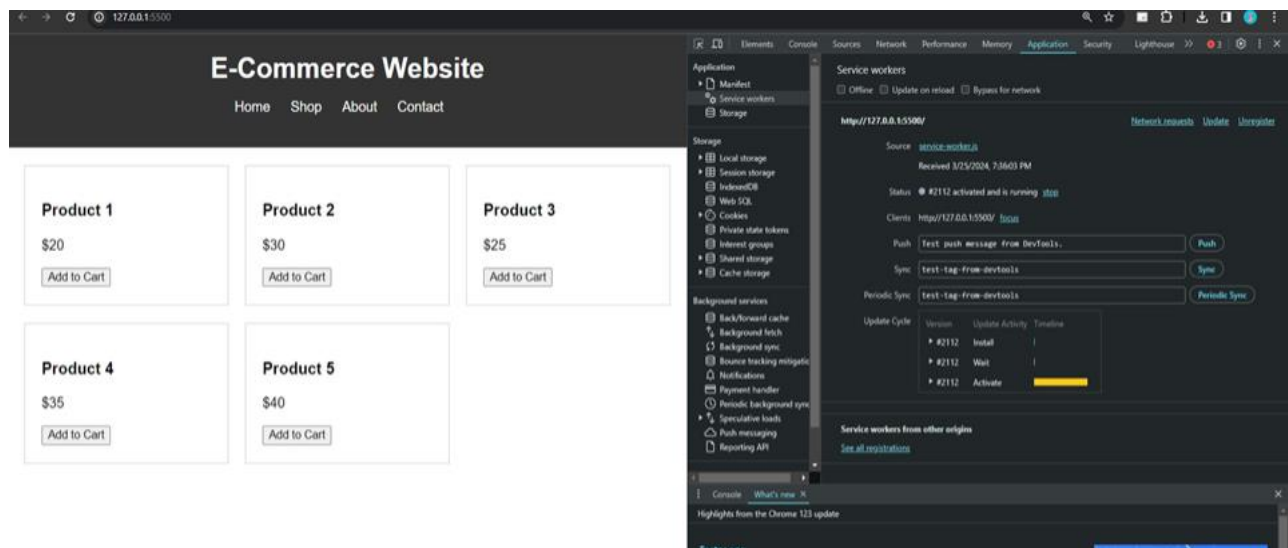 127.0.0.1:5500
E-Commerce Website
Home Shop About Contact
Product 1
$20
Add to Cart
Product 2
$30
Add to Cart
Product 3
$25
Add to Cart
Product 4
$35
Add to Cart
Product 5
$40
Add to Cart
Elements Console Sources Network Performance Memory Application Security Lighthouse
Application
Manifest
Service workers
Storage
Storage
Local storage
Session storage
IndexedDB
Web SQL
Cookies
Private state tokens
Interest groups
Shared storage
Cache storage
Background services
Back/forward cache
Background fetch
Background sync
Bounce tracking mitigatic
Notifications
Payment handler
Periodic background sync
Speculative loads
Push messaging
Reporting API
Service workers
Offline Update on reload Bypass for network
http://127.0.0.1:5500/ Network requests Update Unregister
Source service-worker.js
Received 3/25/2024, 7:36:03 PM
Status #2112 activated and is running stop
Clients http://127.0.0.1:5500/ focus
Push Test push message from DevTools. Push
Sync test-tag-from-devtools Sync
Periodic Sync test-tag-from-devtools Periodic Sync
Update Cycle Version Update Activity Timeline
#2112 Install
#2112 Wait
#2112 Activate
Service workers from other origins
See all registrations
Console What's new
Highlights from the Chrome 123 update